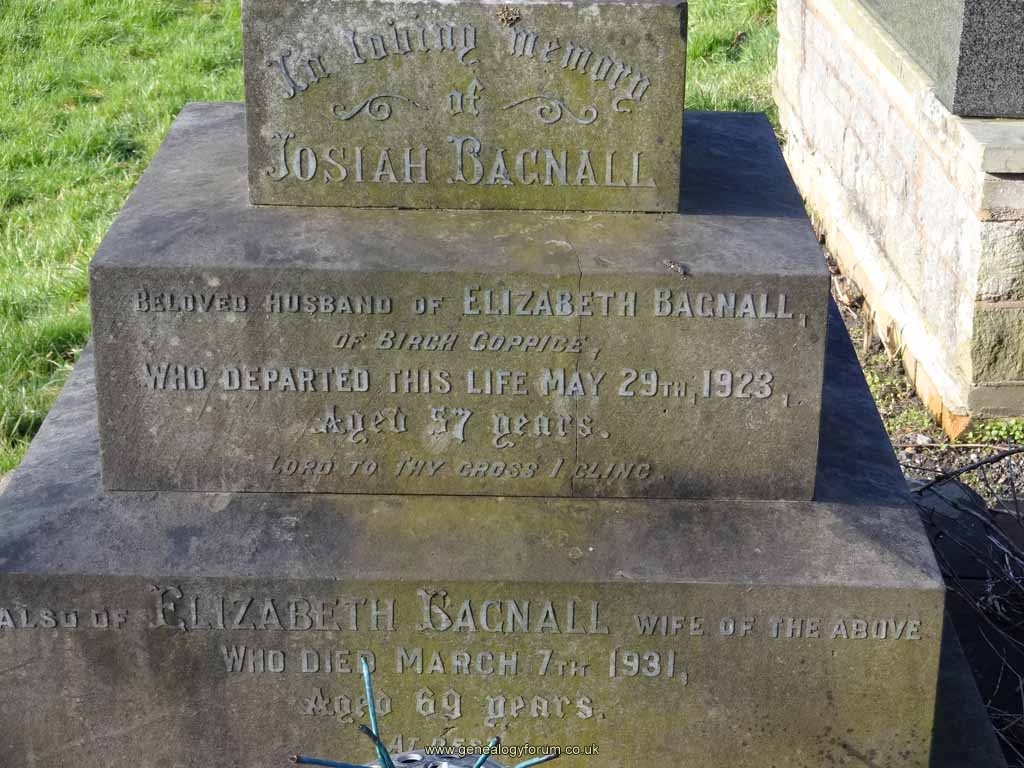 In loving memory
of
JOSIAH BAGNALL
BELOVED HUSBAND OF ELIZABETH BAGNALL,
OF BIRCH COPPICE,
WHO DEPARTED THIS LIFE MAY 29TH, 1923,
Aged 57 years.
LORD TO THY CROSS I CLING.
ALSO OF ELIZABETH BAGNALL WIFE OF THE ABOVE
WHO DIED MARCH 7TH 1931,
Aged 69 years.
AT REST
www.genealogyforum.co.uk